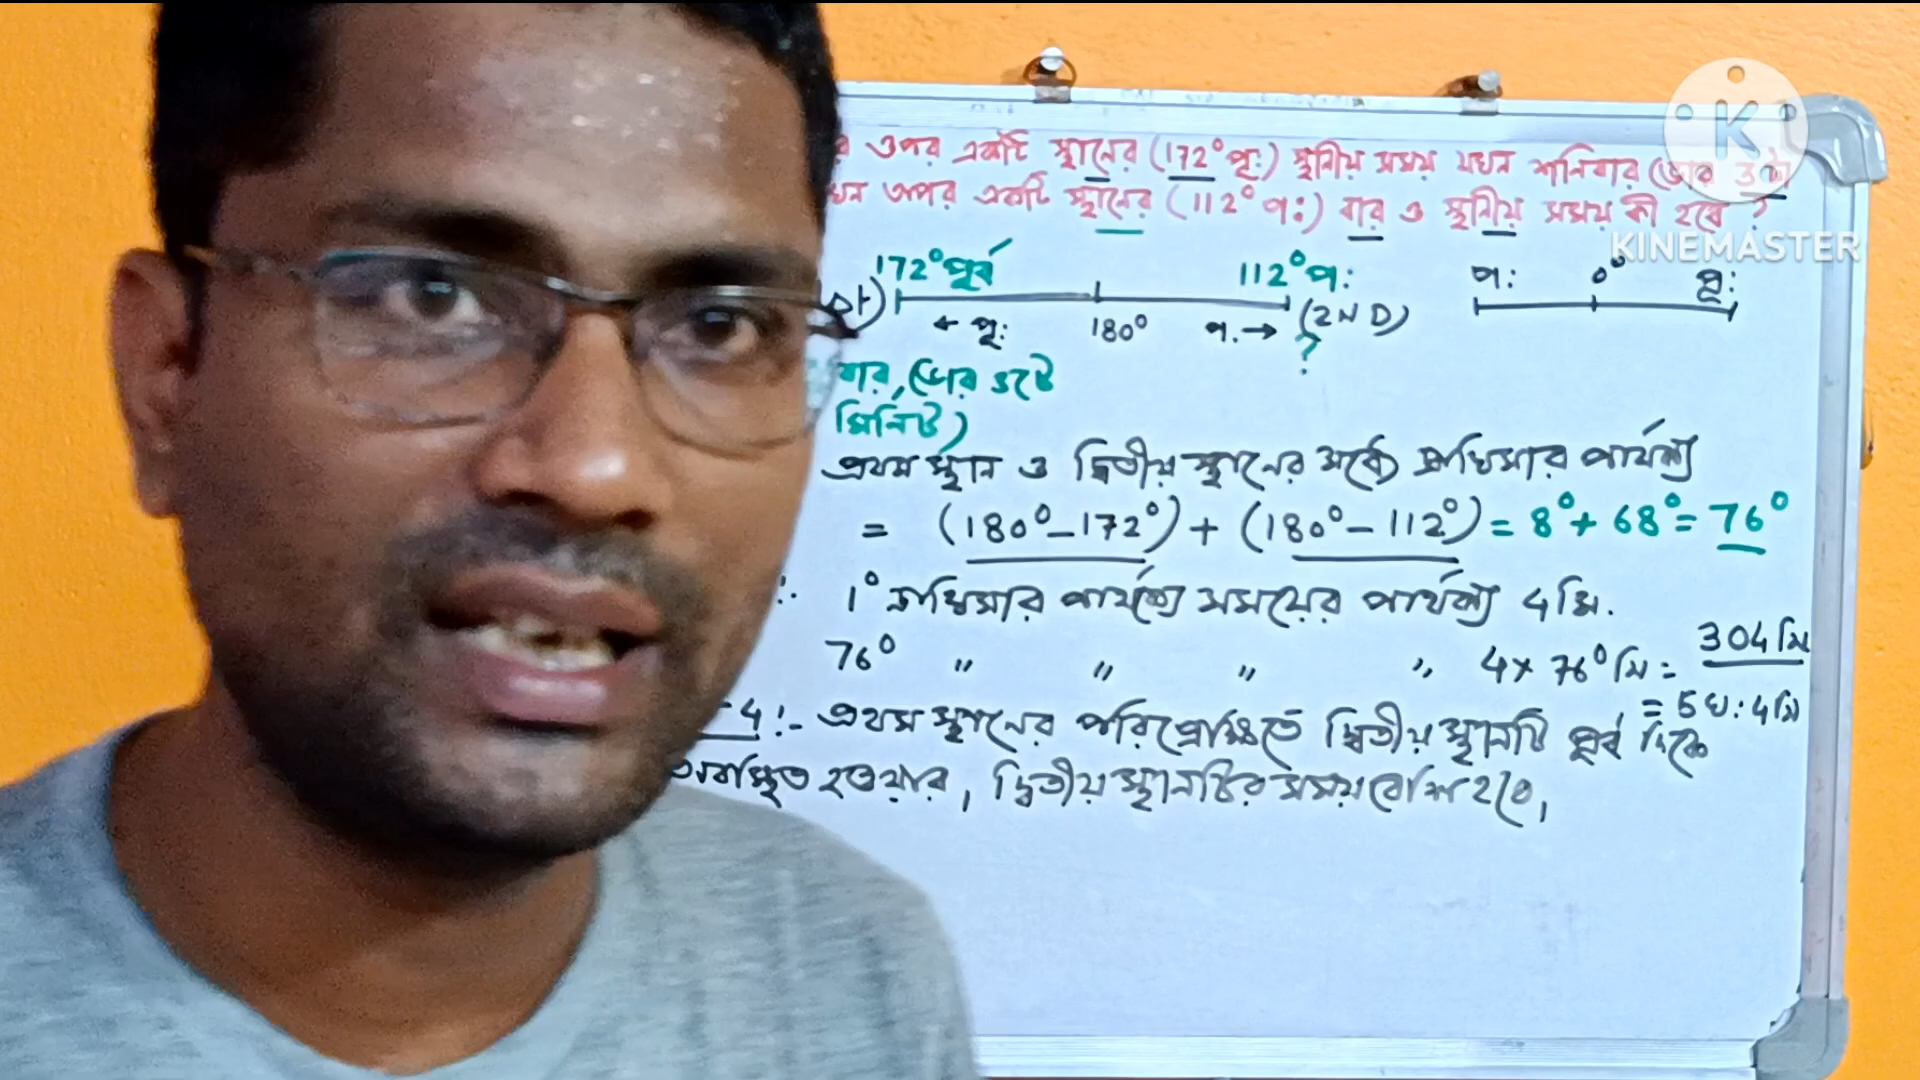 ওপর একটি স্থানের (172° পূ:) স্থানীয় সময় যখন শনিবার ভোর
অপর একটি স্থানের (112° প:) বার ও স্থানীয় সময় কী হবে ?
172° পূর্ব 112° প: প: 0° পূ:
← পূ: 180° প. → (2ND)
?
বার, ভোর
মিনিট)
প্রথম স্থান ও দ্বিতীয় স্থানের মধ্যে দ্রাঘিমার পার্থক্য
= (180° - 172°) + (180° - 112°) = 8° + 68° = 76°
∴ 1° দ্রাঘিমার পার্থক্যে সময়ের পার্থক্য 4 মি.
76° " " " " 4 x 76° মি = 304 মি
= 5 ঘ: 4 মি
4 :- প্রথম স্থানের পরিপ্রেক্ষিতে দ্বিতীয় স্থানটি পূর্ব দিকে
অবস্থিত হওয়ার, দ্বিতীয় স্থানটির সময় বেশি হবে,
K
KINEMASTER